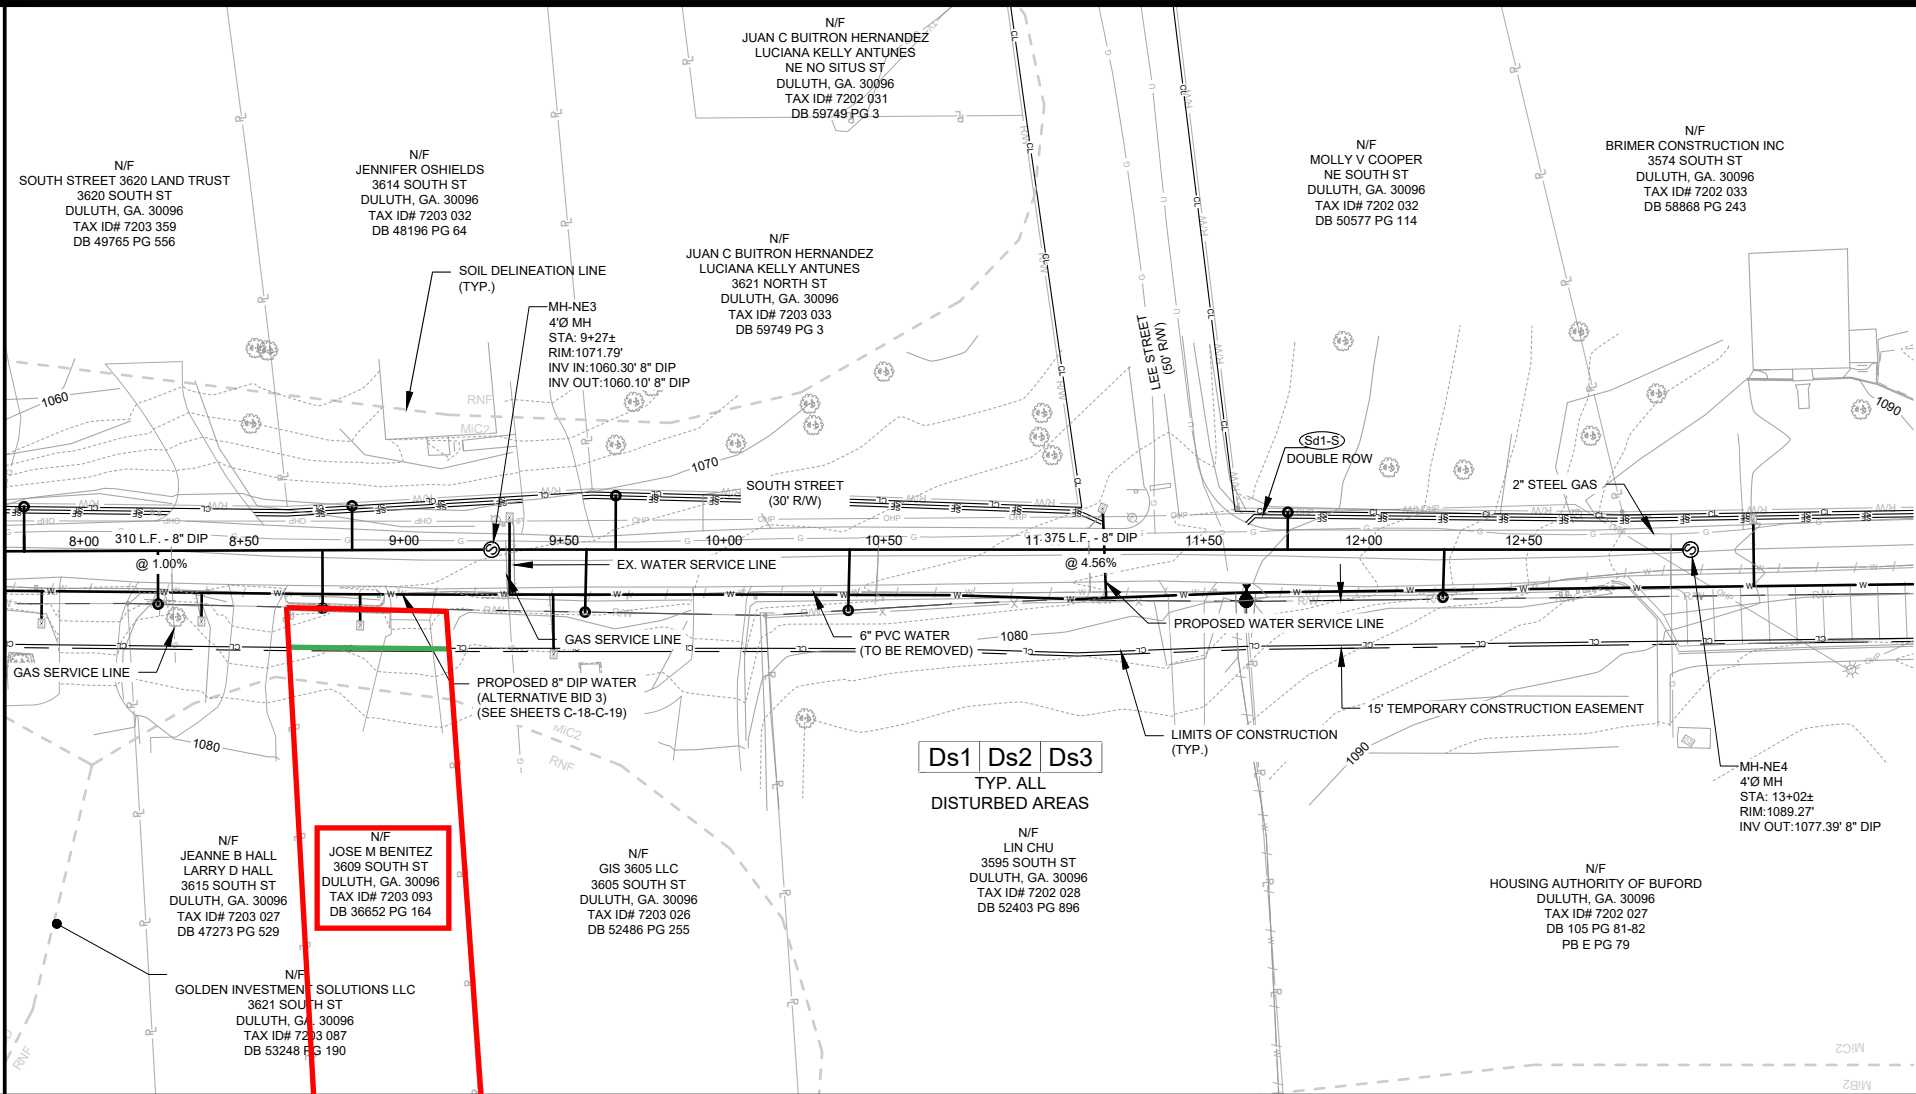 N/F
JUAN C BUITRON HERNANDEZ
LUCIANA KELLY ANTUNES
NE NO SITUS ST
DULUTH, GA. 30096
TAX ID# 7202 031
DB 59749 PG 3
N/F
SOUTH STREET 3620 LAND TRUST
3620 SOUTH ST
DULUTH, GA. 30096
TAX ID# 7203 359
DB 49765 PG 556
N/F
JENNIFER OSHIELDS
3614 SOUTH ST
DULUTH, GA. 30096
TAX ID# 7203 032
DB 48196 PG 64
N/F
MOLLY V COOPER
NE SOUTH ST
DULUTH, GA. 30096
TAX ID# 7202 032
DB 50577 PG 114
N/F
BRIMER CONSTRUCTION INC
3574 SOUTH ST
DULUTH, GA. 30096
TAX ID# 7202 033
DB 58868 PG 243
N/F
JUAN C BUITRON HERNANDEZ
LUCIANA KELLY ANTUNES
3621 NORTH ST
DULUTH, GA. 30096
TAX ID# 7203 033
DB 59749 PG 3
SOIL DELINEATION LINE
(TYP.)
MH-NE3
4'Ø MH
STA: 9+27±
RIM:1071.79'
INV IN:1060.30' 8" DIP
INV OUT:1060.10' 8" DIP
LEE STREET
(50' R/W)
1060
RNF
MiC2
1070
1090
Sd1-S
DOUBLE ROW
SOUTH STREET
(30' R/W)
2" STEEL GAS
8+00
310 L.F. - 8" DIP
@ 1.00%
8+50
9+00
9+50
10+00
10+50
11
375 L.F. - 8" DIP
@ 4.56%
11+50
12+00
12+50
EX. WATER SERVICE LINE
GAS SERVICE LINE
6" PVC WATER
(TO BE REMOVED)
1080
PROPOSED WATER SERVICE LINE
GAS SERVICE LINE
PROPOSED 8" DIP WATER
(ALTERNATIVE BID 3)
(SEE SHEETS C-18-C-19)
15' TEMPORARY CONSTRUCTION EASEMENT
LIMITS OF CONSTRUCTION
(TYP.)
1080
MiC2
RNF
1090
Ds1 Ds2 Ds3
TYP. ALL
DISTURBED AREAS
MH-NE4
4'Ø MH
STA: 13+02±
RIM:1089.27'
INV OUT:1077.39' 8" DIP
N/F
JEANNE B HALL
LARRY D HALL
3615 SOUTH ST
DULUTH, GA. 30096
TAX ID# 7203 027
DB 47273 PG 529
N/F
JOSE M BENITEZ
3609 SOUTH ST
DULUTH, GA. 30096
TAX ID# 7203 093
DB 36652 PG 164
N/F
GIS 3605 LLC
3605 SOUTH ST
DULUTH, GA. 30096
TAX ID# 7203 026
DB 52486 PG 255
N/F
LIN CHU
3595 SOUTH ST
DULUTH, GA. 30096
TAX ID# 7202 028
DB 52403 PG 896
N/F
HOUSING AUTHORITY OF BUFORD
DULUTH, GA. 30096
TAX ID# 7202 027
DB 105 PG 81-82
PB E PG 79
N/F
GOLDEN INVESTMENT SOLUTIONS LLC
3621 SOUTH ST
DULUTH, GA. 30096
TAX ID# 7203 087
DB 53248 PG 190
RNF
MiC2
MiB2